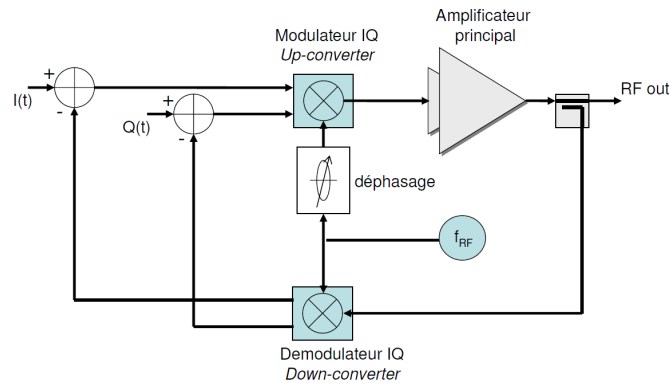 Amplificateur
principal
Modulateur IQ
Up-converter
+
I(t)
-
+
Q(t)
-
RF out
déphasage
fRF
Demodulateur IQ
Down-converter